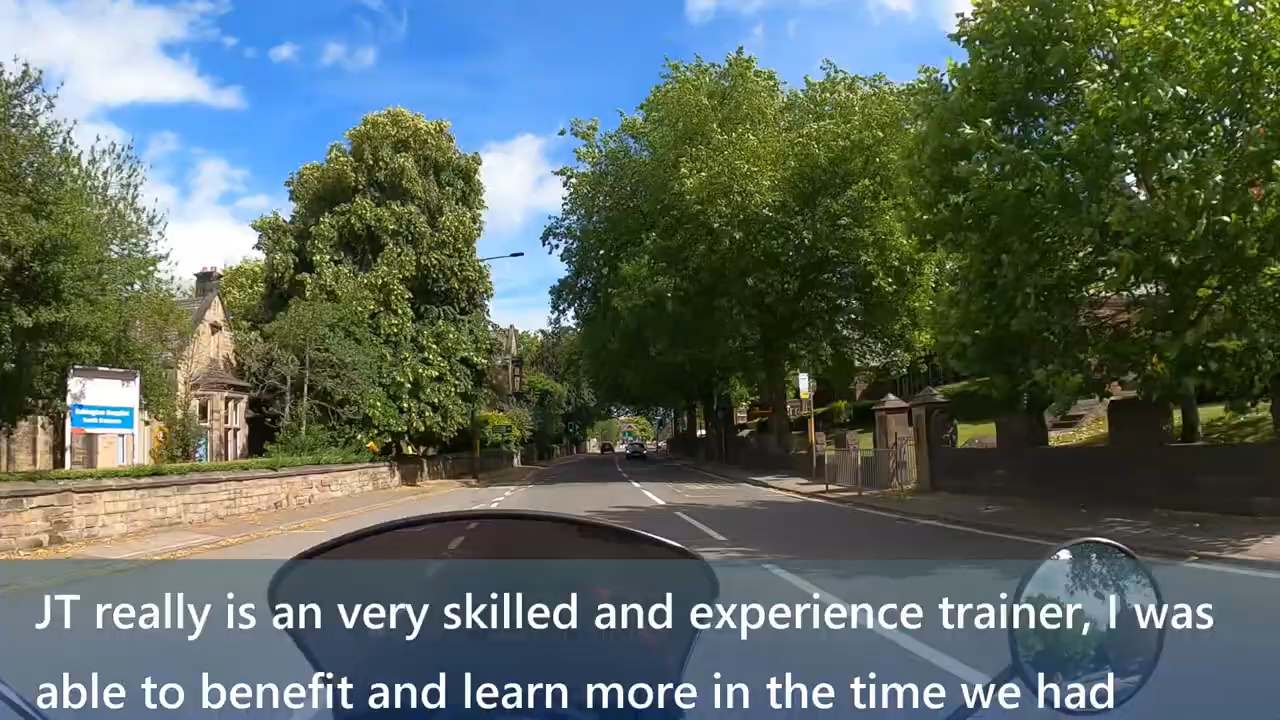 JT really is an very skilled and experience trainer, I was
able to benefit and learn more in the time we had